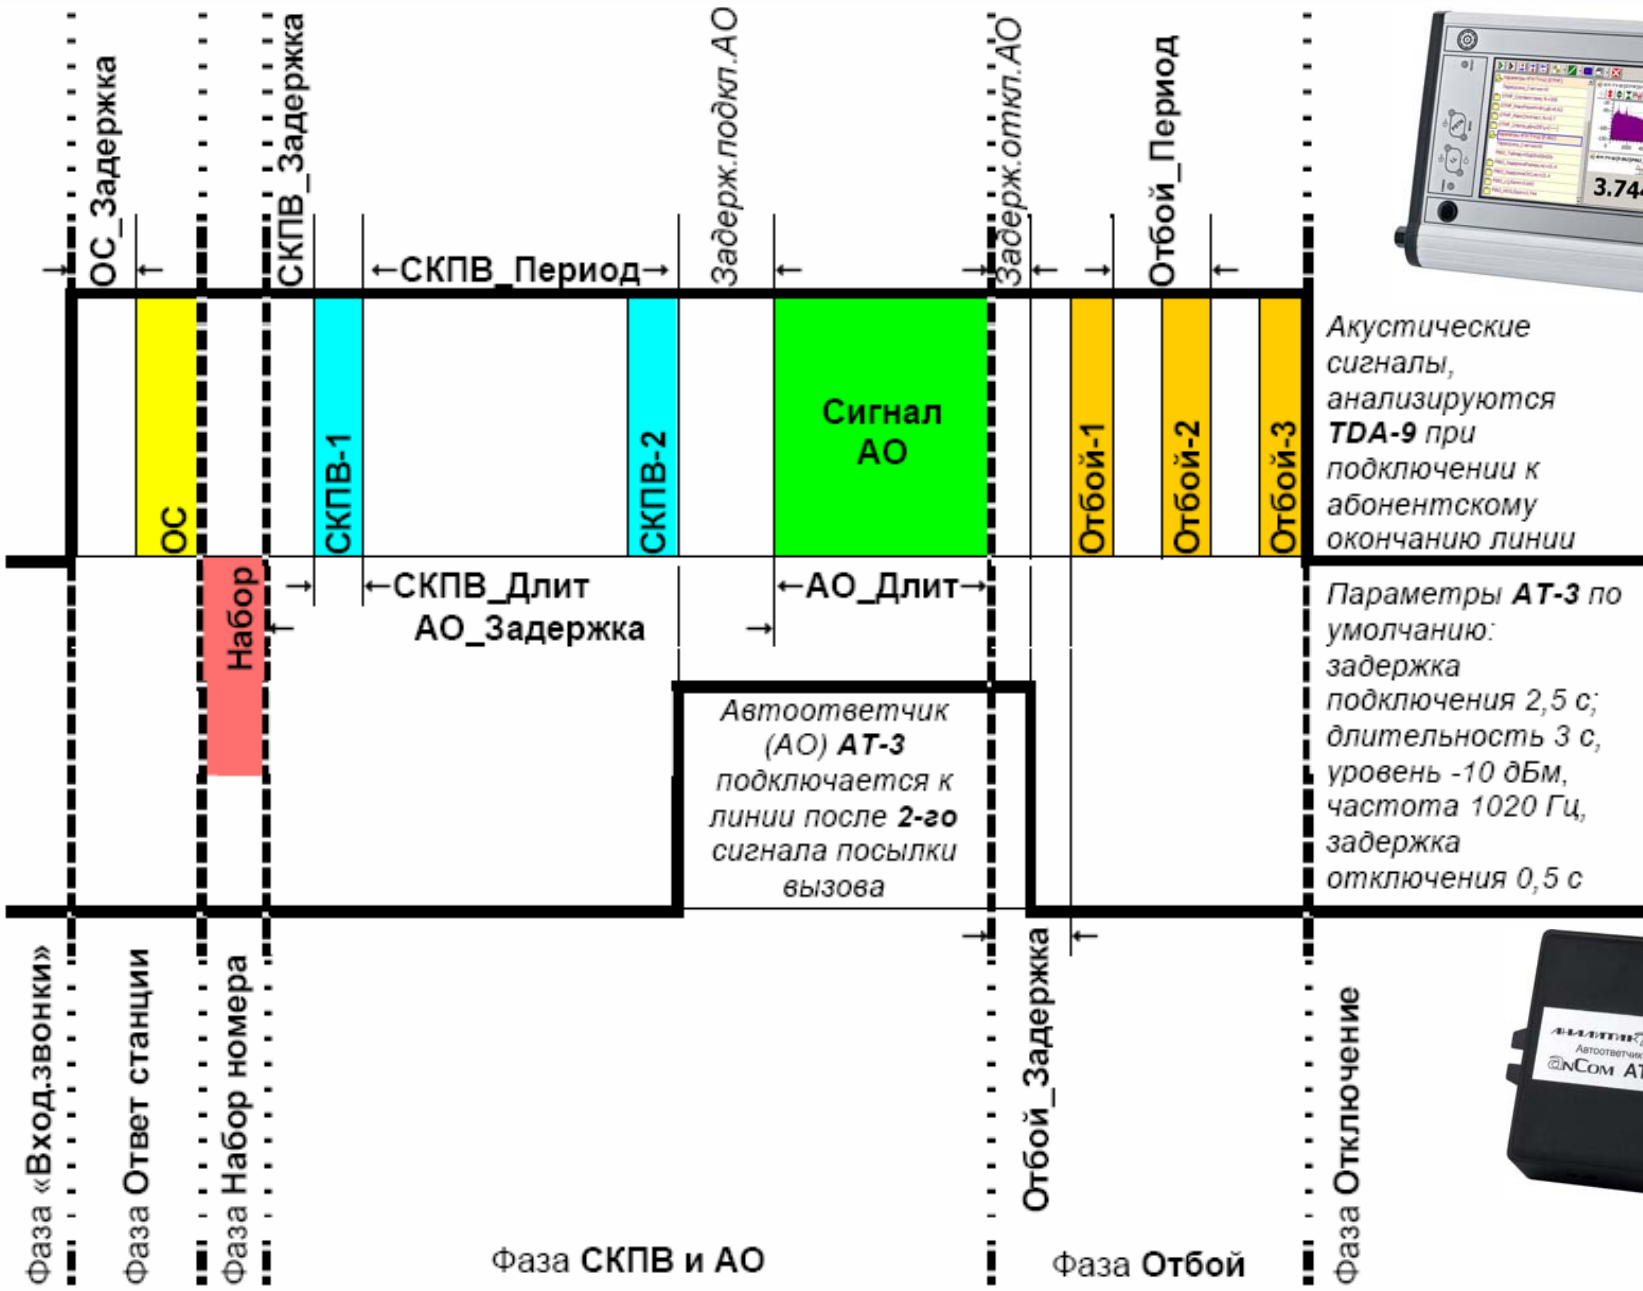 ОС_Задержка
СКПВ_Задержка
Задерж.подкл.АО
Задерж.откл.АО
Отбой_Период
СКПВ_Период
ОС
СКПВ-1
СКПВ-2
Сигнал
АО
Отбой-1
Отбой-2
Отбой-3
Акустические
сигналы,
анализируются
TDA-9 при
подключении к
абонентскому
окончанию линии
Набор
СКПВ_Длит
АО_Длит
АО_Задержка
Автоответчик
(АО) АТ-3
подключается к
линии после 2-го
сигнала посылки
вызова
Параметры АТ-3 по
умолчанию:
задержка
подключения 2,5 с;
длительность 3 с,
уровень -10 дБм,
частота 1020 Гц,
задержка
отключения 0,5 с
Фаза «Вход.звонки»
Фаза Ответ станции
Фаза Набор номера
Фаза СКПВ и АО
Отбой_Задержка
Фаза Отбой
Фаза Отключение
3.744
АНАЛИТИК
Автоответчик
anCom AT